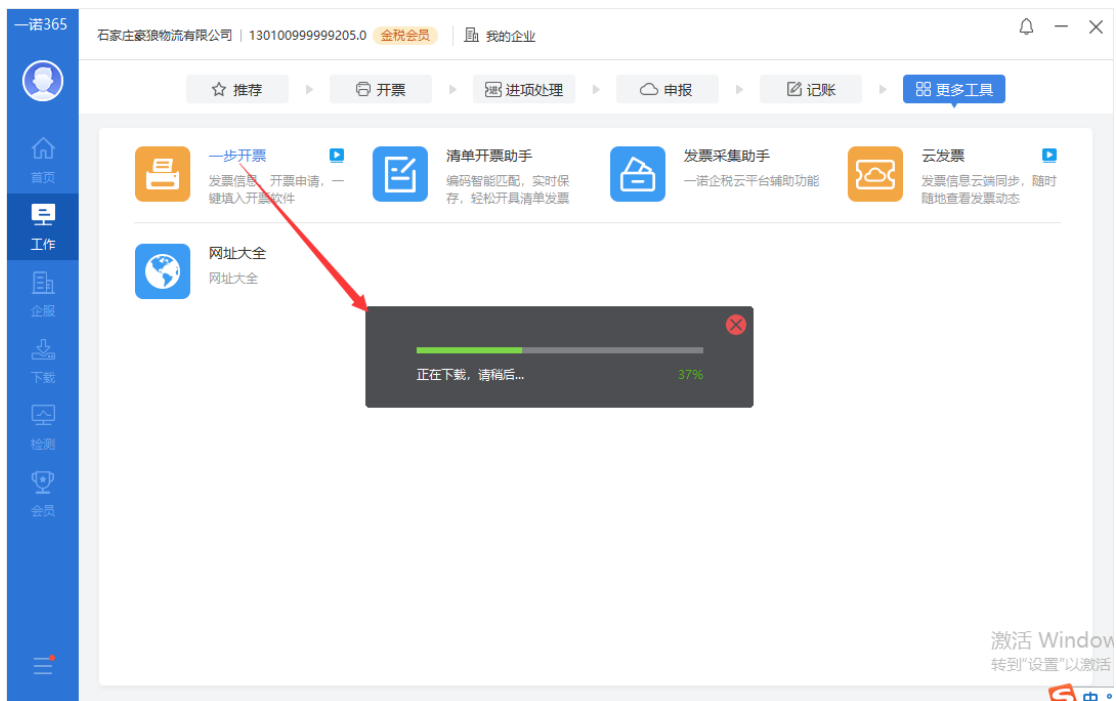 一诺365
石家庄豪狼物流有限公司 | 130100999999205.0 金税会员 我的企业
推荐 开票 进项处理 申报 记账 更多工具
首页
工作
企服
下载
检测
会员
一步开票
发票信息、开票申请，一
键填入开票软件
清单开票助手
编码智能匹配，实时保
存，轻松开具清单发票
发票采集助手
一诺企税云平台辅助功能
云发票
发票信息云端同步，随时
随地查看发票动态
网址大全
网址大全
正在下载，请稍后... 37%
激活 Window
转到"设置"以激活
中